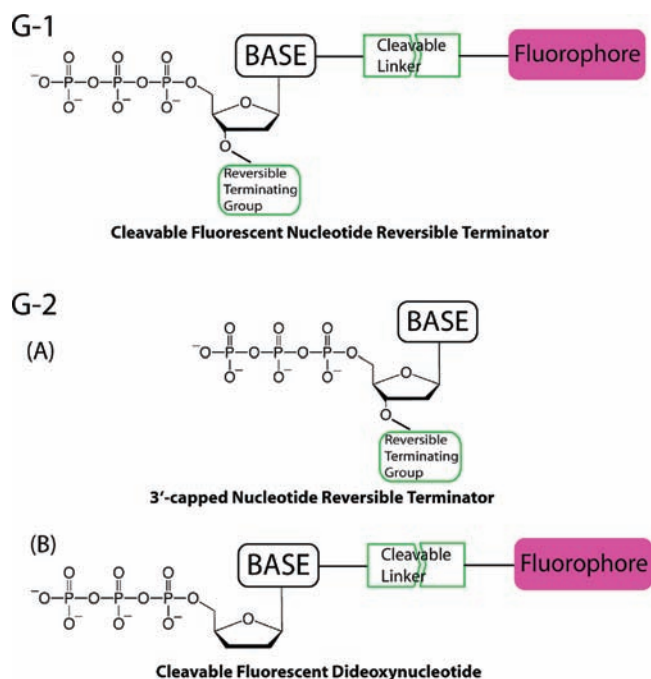 G-1
BASE
Cleavable
Linker
Fluorophore
O O O
⁻O-P-O-P-O-P-O
O⁻ O⁻ O⁻
O
O
Reversible
Terminating
Group
Cleavable Fluorescent Nucleotide Reversible Terminator
G-2
(A)
BASE
O O O
⁻O-P-O-P-O-P-O
O⁻ O⁻ O⁻
O
O
Reversible
Terminating
Group
3′-capped Nucleotide Reversible Terminator
(B)
BASE
Cleavable
Linker
Fluorophore
O O O
⁻O-P-O-P-O-P-O
O⁻ O⁻ O⁻
O
Cleavable Fluorescent Dideoxynucleotide